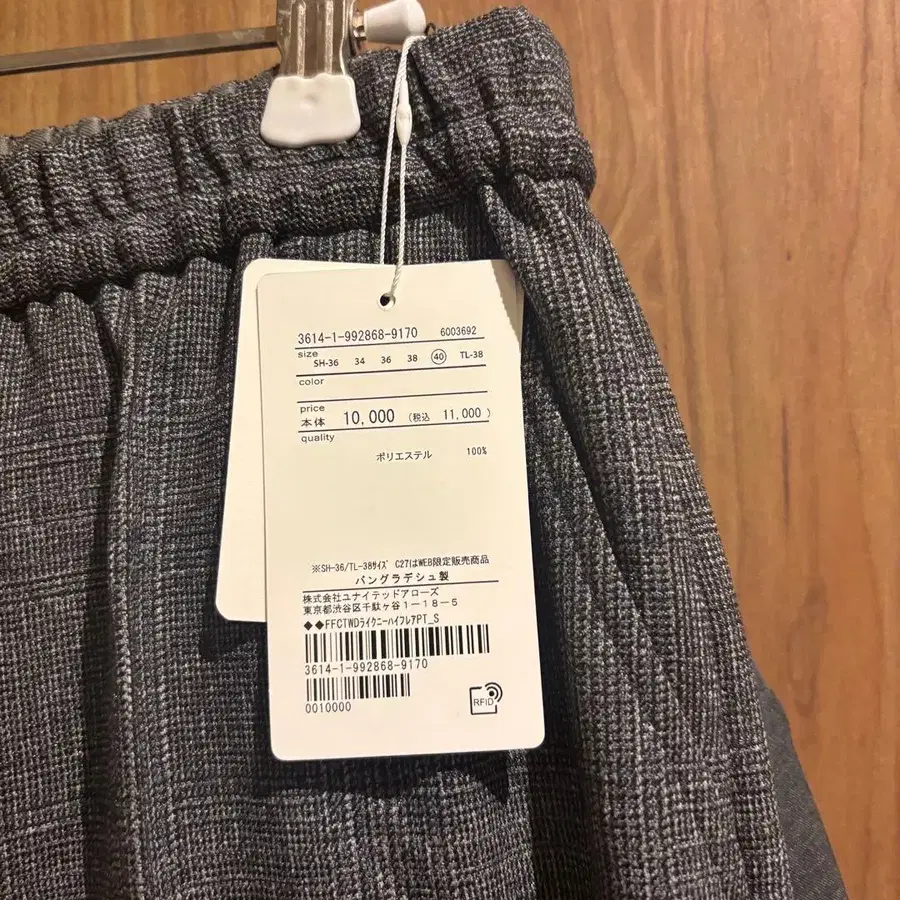 3614-1-992868-9170 6003692
size
SH-36 34 36 38 40 TL-38
color
price
本体 10,000 (税込 11,000 )
quality
ポリエステル 100%
※SH-36/TL-38サイズ C27はWEB限定販売商品
バングラデシュ製
株式会社ユナイテッドアローズ
東京都渋谷区千駄ヶ谷1-18-5
◆◆FFCTWDライクニーハイフレアPT_S
3614-1-992868-9170
0010000
RFID